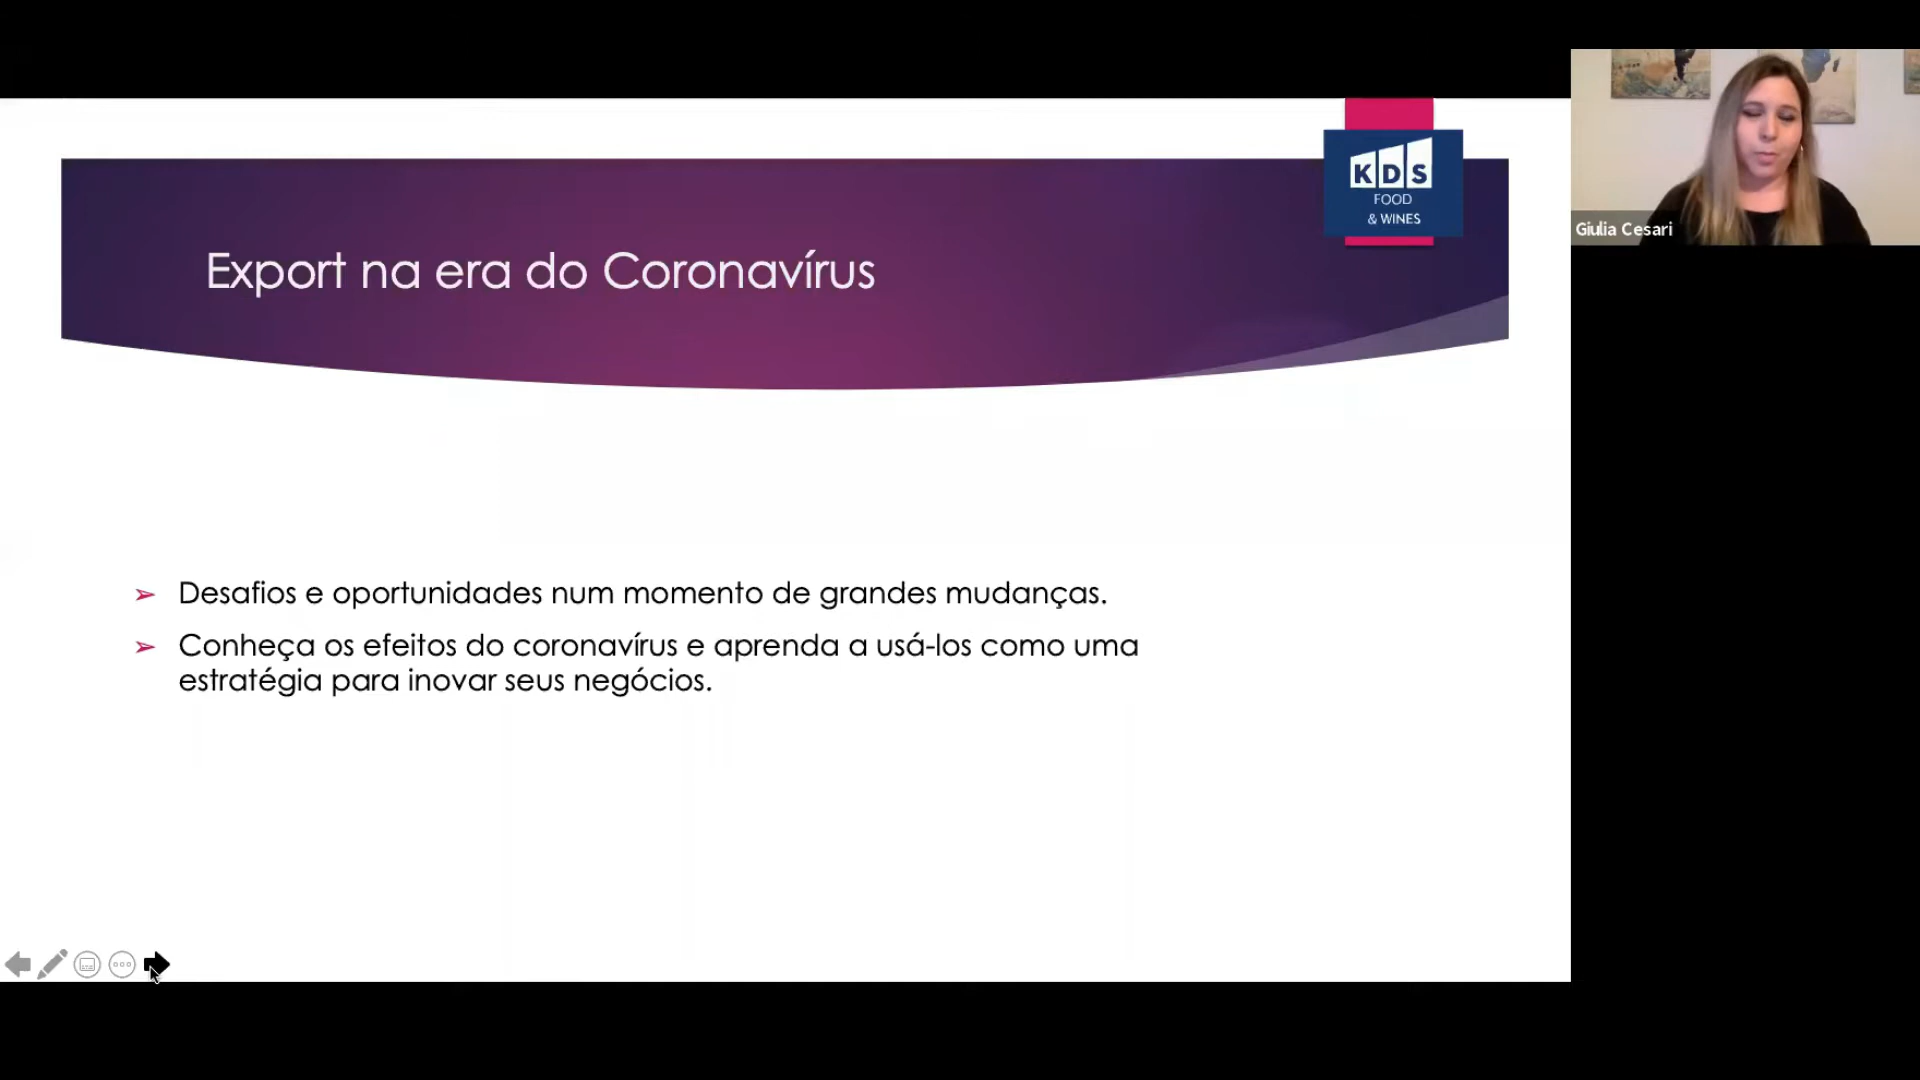 KDS
FOOD
& WINES
Export na era do Coronavírus
➢ Desafios e oportunidades num momento de grandes mudanças.
➢ Conheça os efeitos do coronavírus e aprenda a usá-los como uma
estratégia para inovar seus negócios.
Giulia Cesari